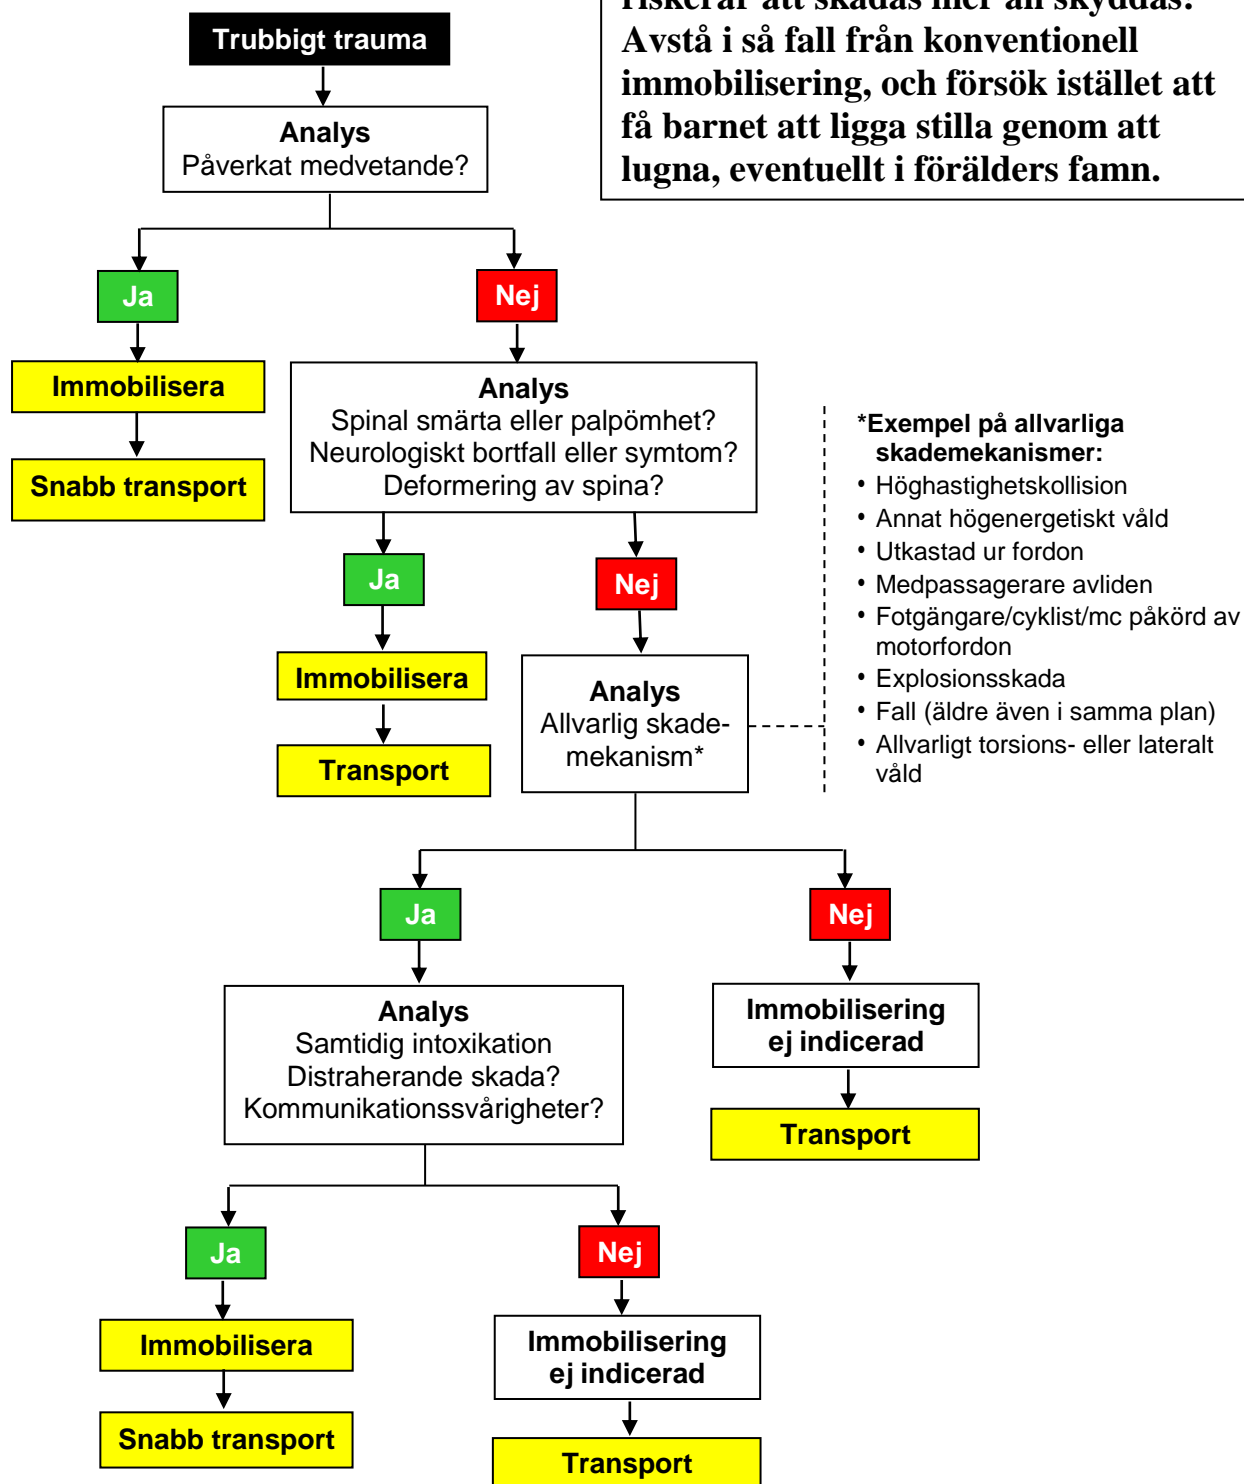 riskerar att skadas mer än skyddas.
Avstå i så fall från konventionell
immobilisering, och försök istället att
få barnet att ligga stilla genom att
lugna, eventuellt i förälders famn.
Trubbigt trauma
Analys
Påverkat medvetande?
Ja
Nej
Immobilisera
Snabb transport
Analys
Spinal smärta eller palpömhet?
Neurologiskt bortfall eller symtom?
Deformering av spina?
*Exempel på allvarliga
skademekanismer:
• Höghastighetskollision
• Annat högenergetiskt våld
• Utkastad ur fordon
• Medpassagerare avliden
• Fotgängare/cyklist/mc påkörd av
motorfordon
• Explosionsskada
• Fall (äldre även i samma plan)
• Allvarligt torsions- eller lateralt
våld
Ja
Nej
Immobilisera
Transport
Analys
Allvarlig skade-
mekanism*
Ja
Nej
Analys
Samtidig intoxikation
Distraherande skada?
Kommunikationssvårigheter?
Immobilisering
ej indicerad
Transport
Ja
Nej
Immobilisera
Snabb transport
Immobilisering
ej indicerad
Transport